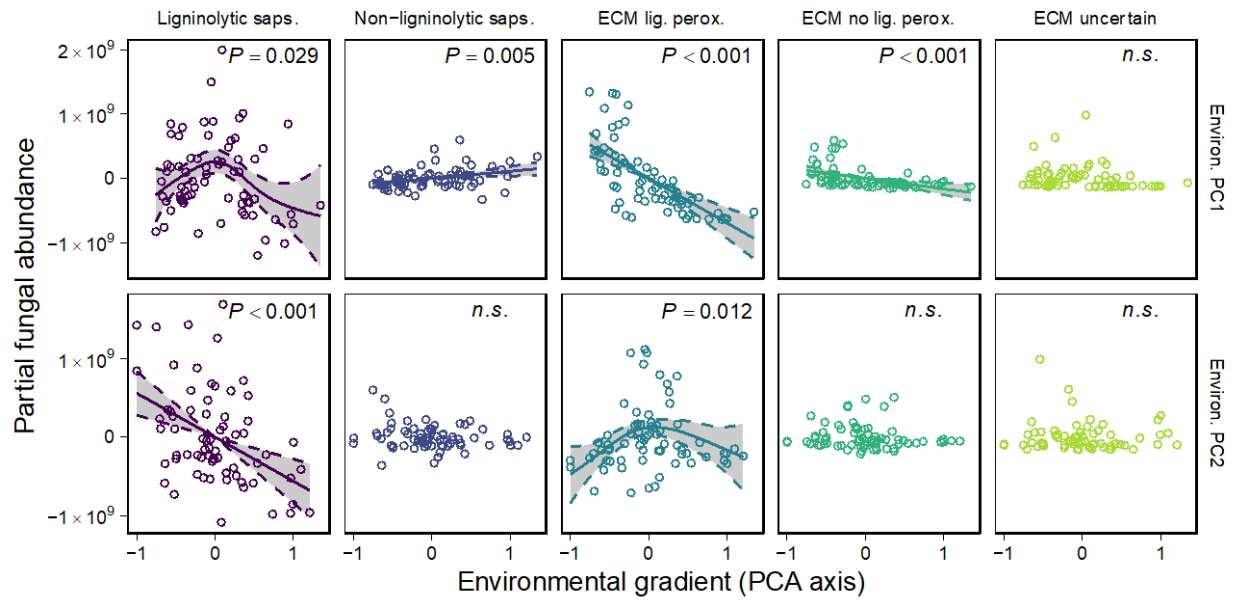 Ligninolytic saps. Non-ligninolytic saps. ECM lig. perox. ECM no lig. perox. ECM uncertain
P = 0.029 P = 0.005 P < 0.001 P < 0.001 n.s.
2 × 10⁹
1 × 10⁹
0
−1 × 10⁹
Environ. PC1
Partial fungal abundance
P < 0.001 n.s. P = 0.012 n.s. n.s.
1 × 10⁹
0
−1 × 10⁹
Environ. PC2
−1 0 1 −1 0 1 −1 0 1 −1 0 1 −1 0 1
Environmental gradient (PCA axis)